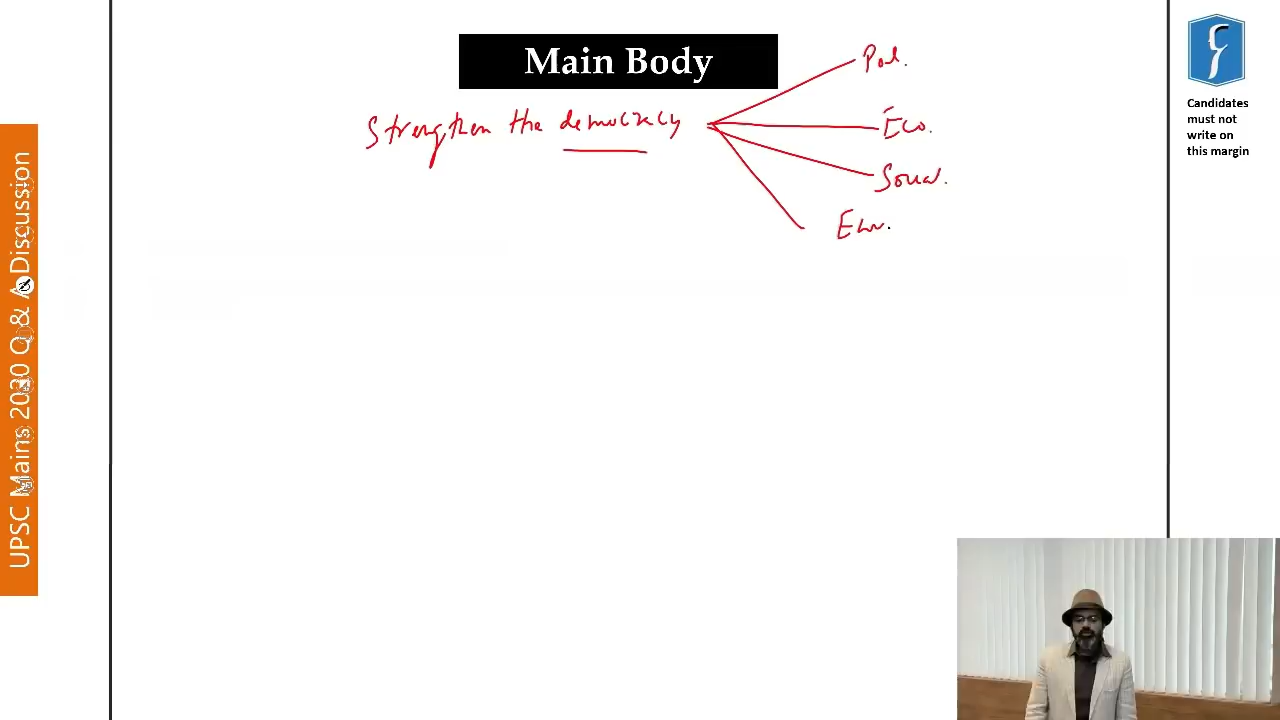 Main Body
Pol.
Strengthen the democracy
Eco.
Social.
Candidates
must not
write on
this margin
UPSC Mains 2020 Q & A Discussion